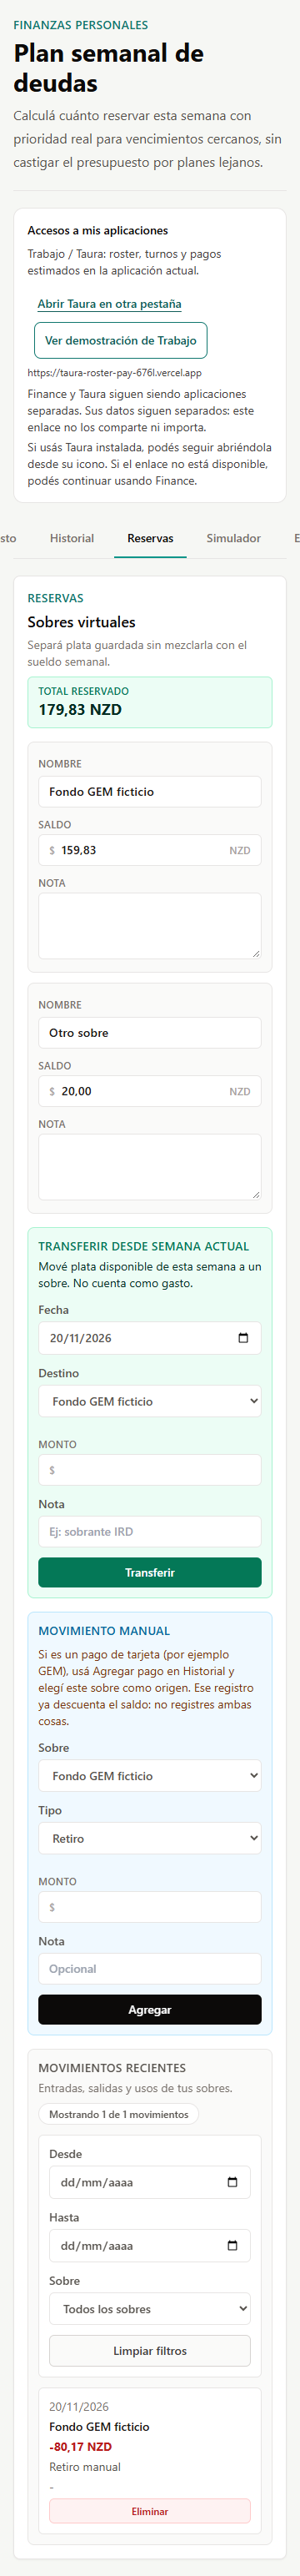 FINANZAS PERSONALES
Plan semanal de
deudas
Calculá cuánto reservar esta semana con
prioridad real para vencimientos cercanos, sin
castigar el presupuesto por planes lejanos.
Accesos a mis aplicaciones
Trabajo / Taura: roster, turnos y pagos
estimados en la aplicación actual.
Abrir Taura en otra pestaña
Ver demostración de Trabajo
https://taura-roster-pay-676l.vercel.app
Finance y Taura siguen siendo aplicaciones
separadas. Sus datos siguen separados: este
enlace no los comparte ni importa.
Si usás Taura instalada, podés seguir abriéndola
desde su icono. Si el enlace no está disponible,
podés continuar usando Finance.
sto Historial Reservas Simulador E
RESERVAS
Sobres virtuales
Separá plata guardada sin mezclarla con el
sueldo semanal.
TOTAL RESERVADO
179,83 NZD
NOMBRE
Fondo GEM ficticio
SALDO
$ 159,83 NZD
NOTA
NOMBRE
Otro sobre
SALDO
$ 20,00 NZD
NOTA
TRANSFERIR DESDE SEMANA ACTUAL
Mové plata disponible de esta semana a un
sobre. No cuenta como gasto.
Fecha
20/11/2026
Destino
Fondo GEM ficticio
MONTO
$
Nota
Ej: sobrante IRD
Transferir
MOVIMIENTO MANUAL
Si es un pago de tarjeta (por ejemplo
GEM), usá Agregar pago en Historial y
elegí este sobre como origen. Ese registro
ya descuenta el saldo: no registres ambas
cosas.
Sobre
Fondo GEM ficticio
Tipo
Retiro
MONTO
$
Nota
Opcional
Agregar
MOVIMIENTOS RECIENTES
Entradas, salidas y usos de tus sobres.
Mostrando 1 de 1 movimientos
Desde
dd/mm/aaaa
Hasta
dd/mm/aaaa
Sobre
Todos los sobres
Limpiar filtros
20/11/2026
Fondo GEM ficticio
-80,17 NZD
Retiro manual
-
Eliminar